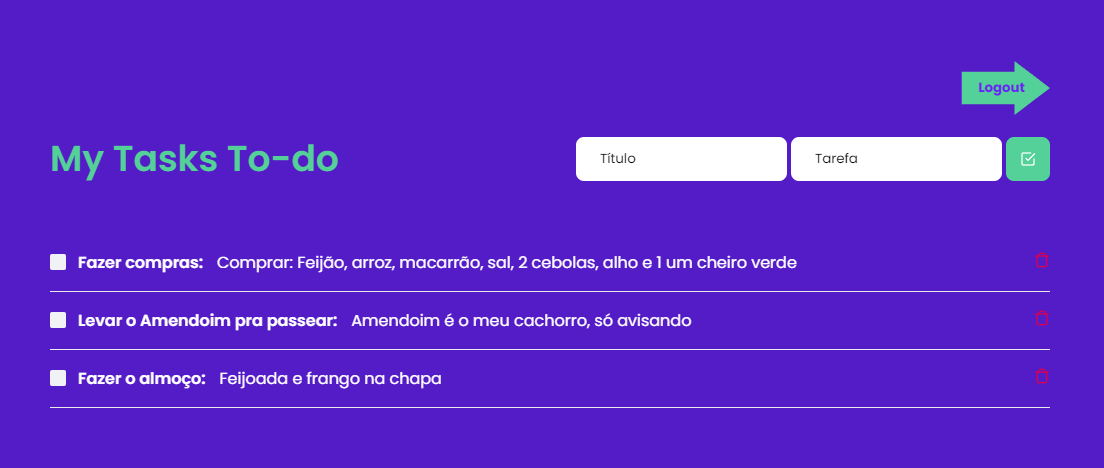 Logout
My Tasks To-do
Título
Tarefa
Fazer compras: Comprar: Feijão, arroz, macarrão, sal, 2 cebolas, alho e 1 um cheiro verde
Levar o Amendoim pra passear: Amendoim é o meu cachorro, só avisando
Fazer o almoço: Feijoada e frango na chapa